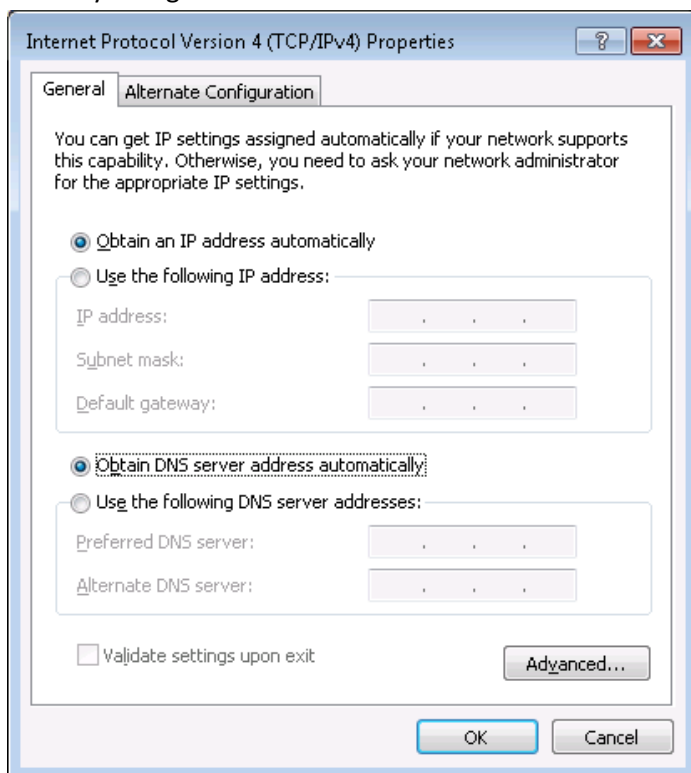 Internet Protocol Version 4 (TCP/IPv4) Properties
General
Alternate Configuration
You can get IP settings assigned automatically if your network supports
this capability. Otherwise, you need to ask your network administrator
for the appropriate IP settings.
Obtain an IP address automatically
Use the following IP address:
IP address:
Subnet mask:
Default gateway:
Obtain DNS server address automatically
Use the following DNS server addresses:
Preferred DNS server:
Alternate DNS server:
Validate settings upon exit
Advanced...
OK
Cancel